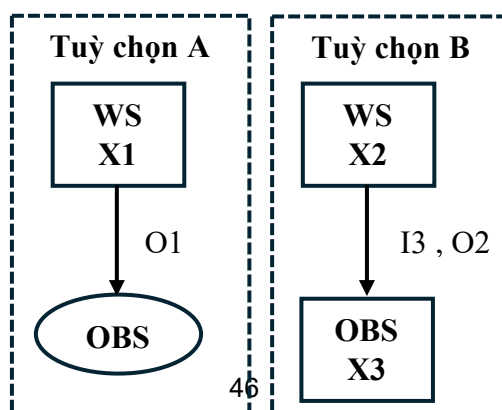 Tuỳ chọn A
WS
X1
O1
OBS
Tuỳ chọn B
WS
X2
I3 , O2
OBS
X3
46